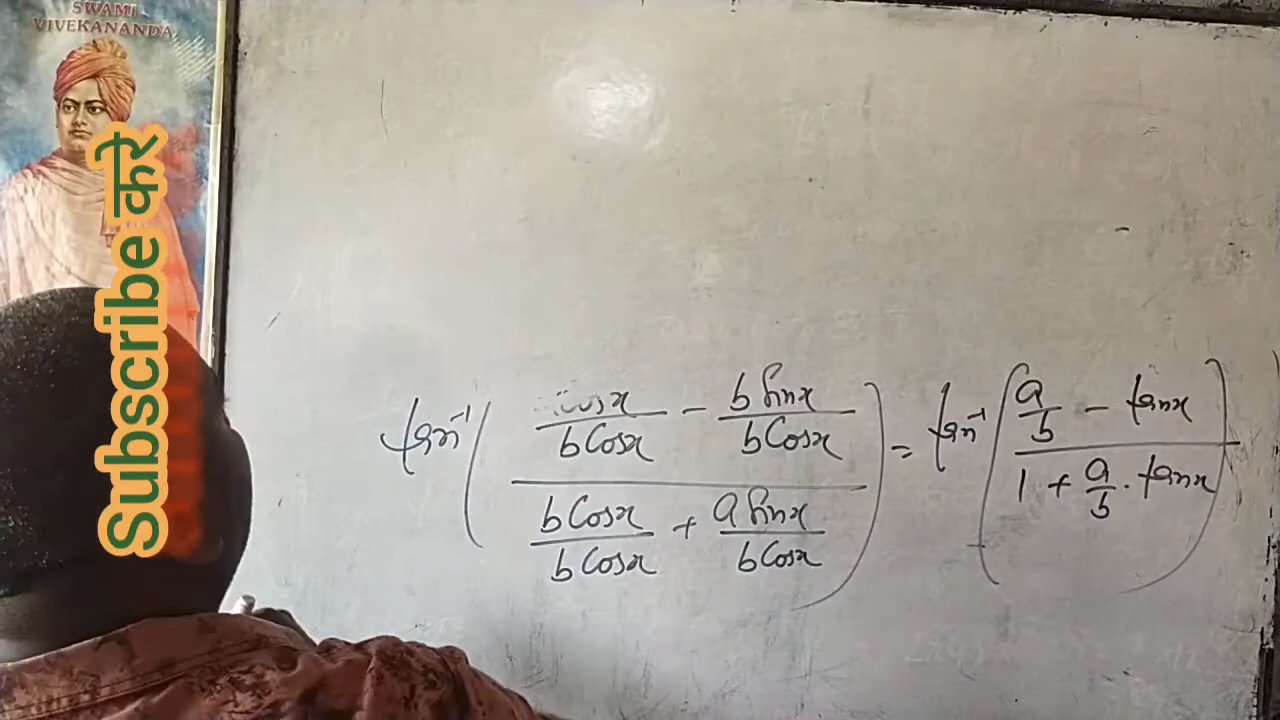 SWAMI
VIVEKANANDA
Subscribe करे
tan⁻¹( (cosx/bCosx − b sinx/bCosx) / (bCosx/bCosx + a sinx/bCosx) ) = tan⁻¹( (a/b − tanx) / (1 + a/b · tanx) )